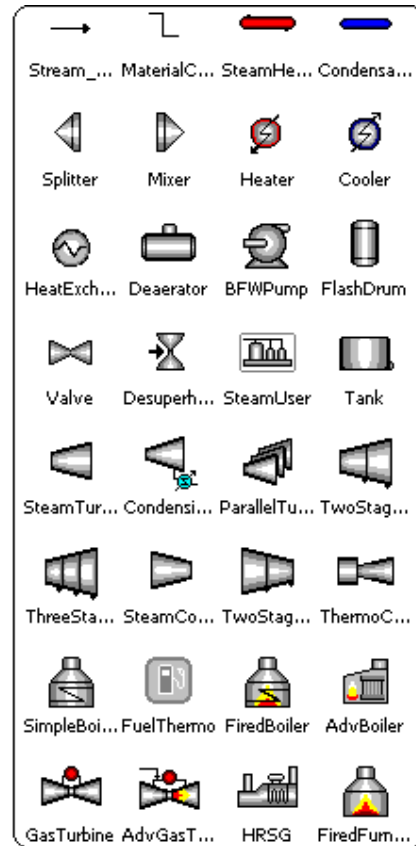 Stream_... MaterialC... SteamHe... Condensa...
Splitter Mixer Heater Cooler
HeatExch... Deaerator BFWPump FlashDrum
Valve Desuperh... SteamUser Tank
SteamTur... Condensi... ParallelTu... TwoStag...
ThreeSta... SteamCo... TwoStag... ThermoC...
SimpleBoi... FuelThermo FiredBoiler AdvBoiler
GasTurbine AdvGasT... HRSG FiredFurn...